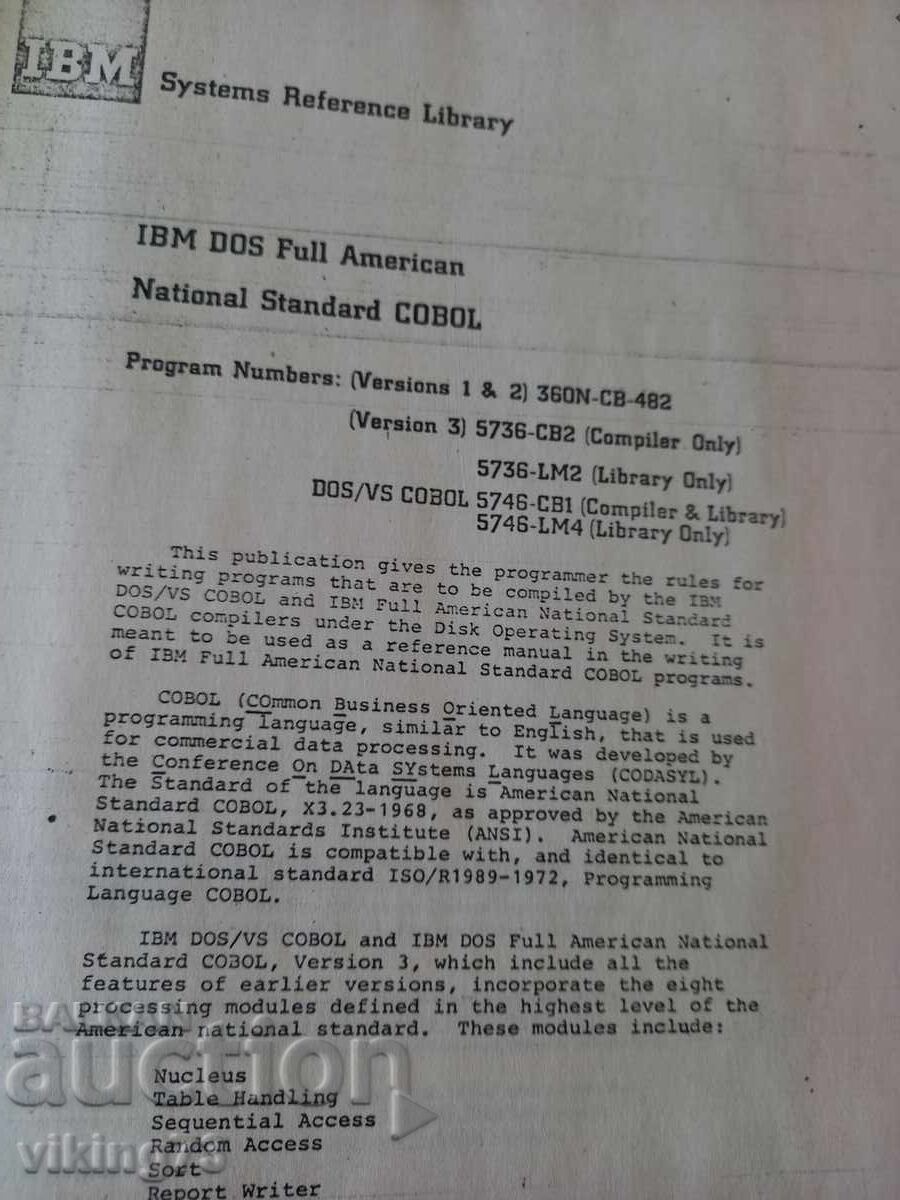 IBM
Systems Reference Library
IBM DOS Full American
National Standard COBOL
Program Numbers: (Versions 1 & 2) 360N-CB-482
(Version 3) 5736-CB2 (Compiler Only)
5736-LM2 (Library Only)
DOS/VS COBOL 5746-CB1 (Compiler & Library)
5746-LM4 (Library Only)
This publication gives the programmer the rules for
writing programs that are to be compiled by the IBM
DOS/VS COBOL and IBM Full American National Standard
COBOL compilers under the Disk Operating System. It is
meant to be used as a reference manual in the writing
of IBM Full American National Standard COBOL programs.
COBOL (COmmon Business Oriented Language) is a
programming language, similar to English, that is used
for commercial data processing. It was developed by
the Conference On DAta SYstems Languages (CODASYL).
The Standard of the language is American National
Standard COBOL, X3.23-1968, as approved by the American
National Standards Institute (ANSI). American National
Standard COBOL is compatible with, and identical to
international standard ISO/R1989-1972, Programming
Language COBOL.
IBM DOS/VS COBOL and IBM DOS Full American National
Standard COBOL, Version 3, which include all the
features of earlier versions, incorporate the eight
processing modules defined in the highest level of the
American national standard. These modules include:
Nucleus
Table Handling
Sequential Access
Random Access
Sort
Report Writer
BALKAN
auction
viking76